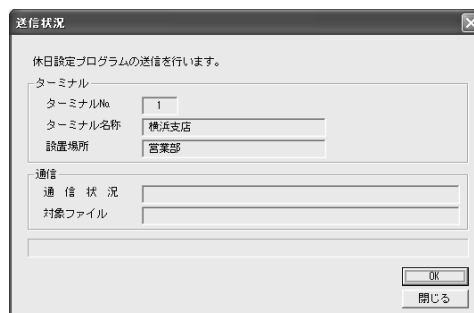 送信状況
休日設定プログラムの送信を行います。
ターミナル
ターミナルNo. 1
ターミナル名称 横浜支店
設置場所 営業部
通信
通 信 状 況
対象ファイル
OK
閉じる